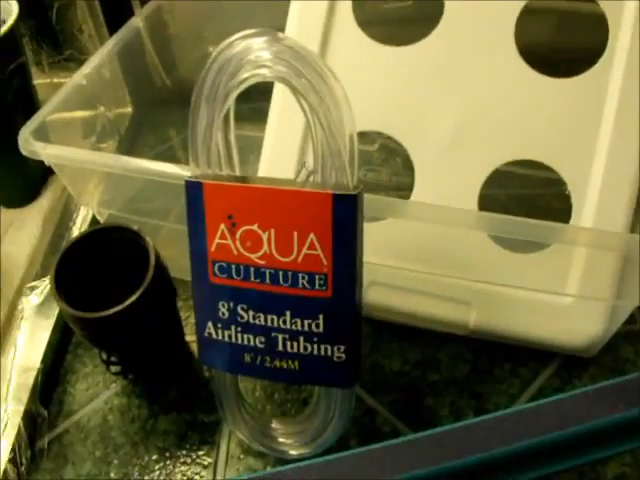 AQUA
CULTURE
8' Standard
Airline Tubing
8' / 2.44M